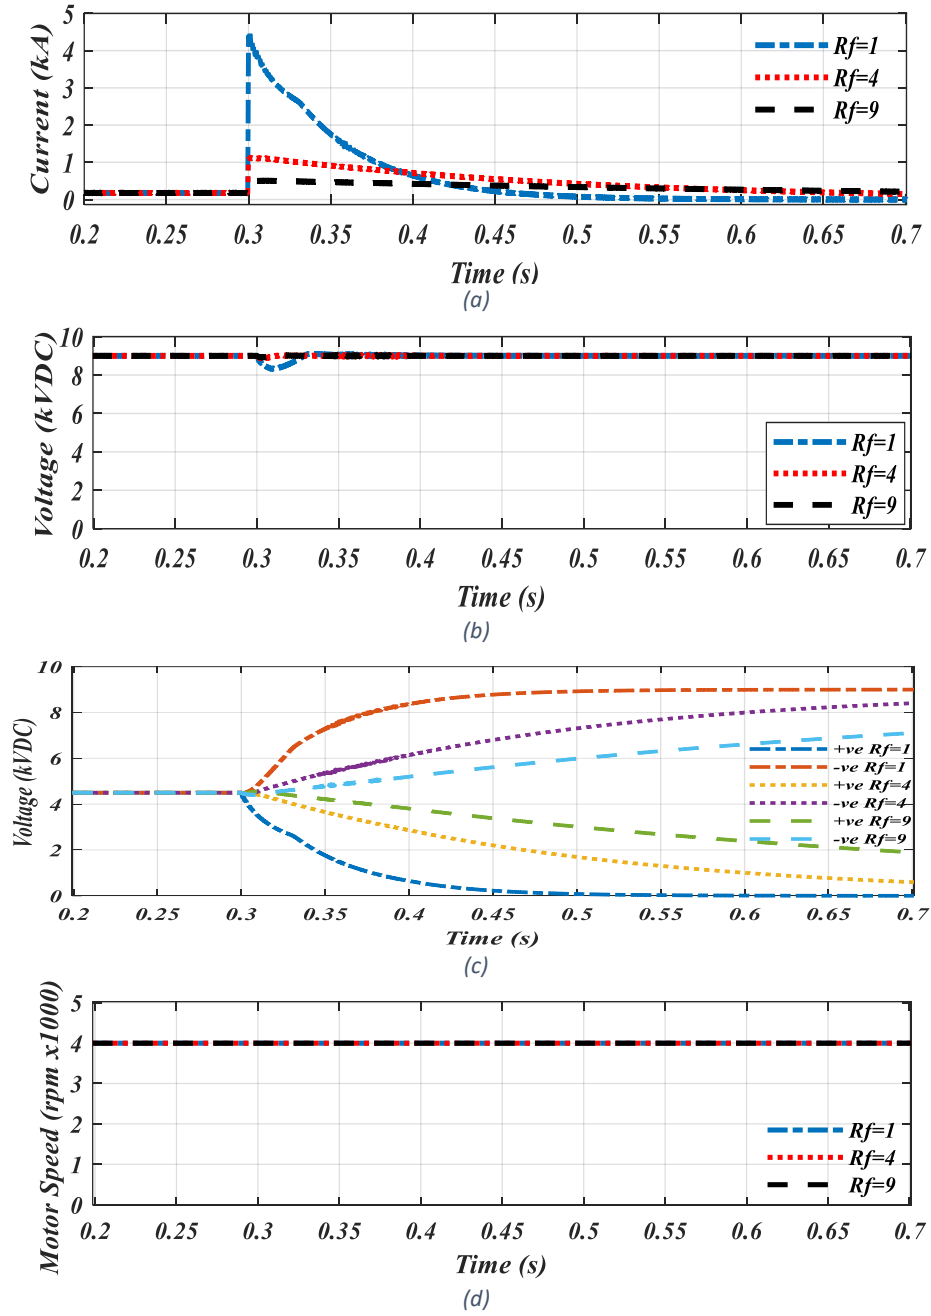 5
4
3
2
1
0
Current (kA)
Rf=1
Rf=4
Rf=9
0.2 0.25 0.3 0.35 0.4 0.45 0.5 0.55 0.6 0.65 0.7
Time (s)
(a)
10
8
6
4
2
0
Voltage (kVDC)
Rf=1
Rf=4
Rf=9
0.2 0.25 0.3 0.35 0.4 0.45 0.5 0.55 0.6 0.65 0.7
Time (s)
(b)
10
8
6
4
2
0
Voltage (kVDC)
+ve Rf=1
-ve Rf=1
+ve Rf=4
-ve Rf=4
+ve Rf=9
-ve Rf=9
0.2 0.25 0.3 0.35 0.4 0.45 0.5 0.55 0.6 0.65 0.7
Time (s)
(c)
5
4
3
2
1
0
Motor Speed (rpm x1000)
Rf=1
Rf=4
Rf=9
0.2 0.25 0.3 0.35 0.4 0.45 0.5 0.55 0.6 0.65 0.7
Time (s)
(d)